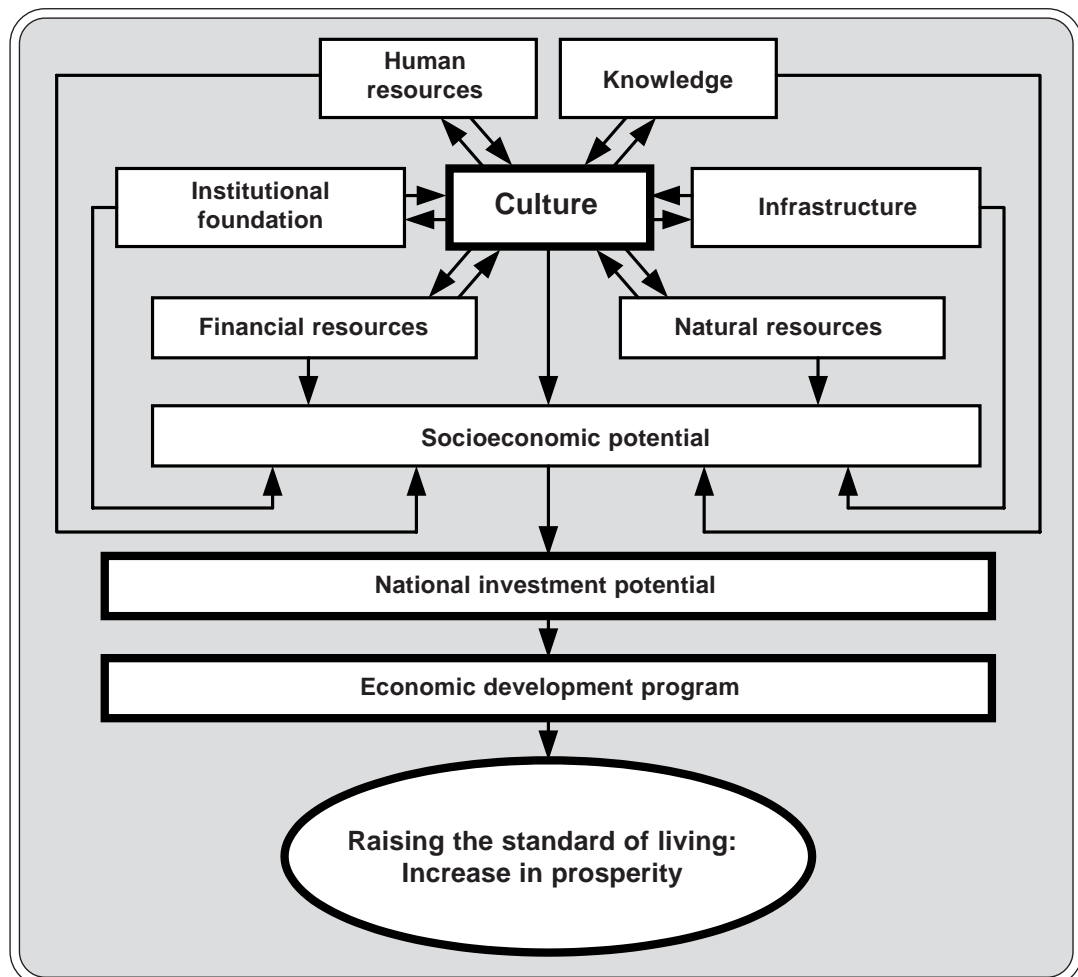 Human
resources
Knowledge
Institutional
foundation
Culture
Infrastructure
Financial resources
Natural resources
Socioeconomic potential
National investment potential
Economic development program
Raising the standard of living:
Increase in prosperity